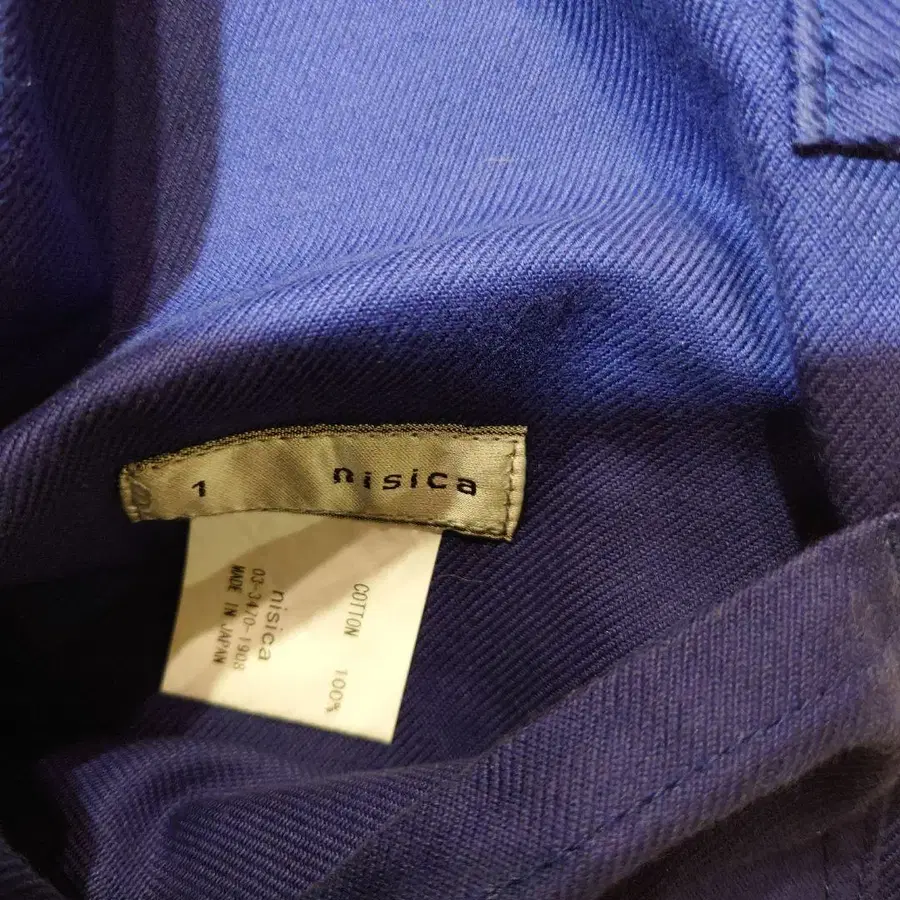 1 nisica
COTTON 100%
nisica
03-3470-1908
MADE IN JAPAN